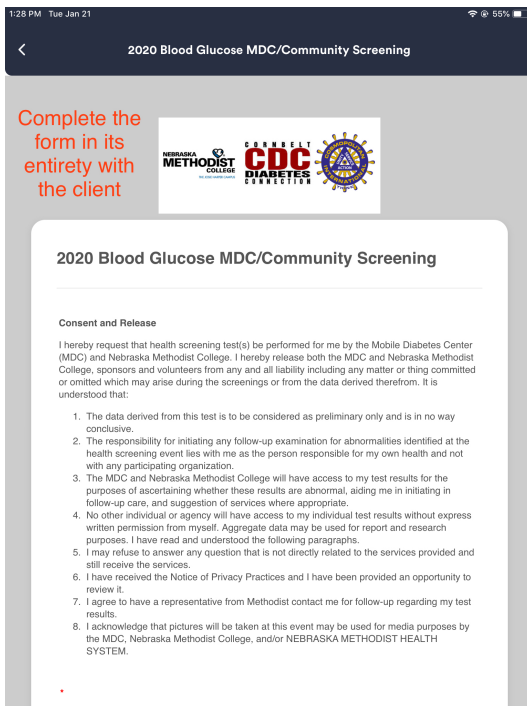 1:28 PM Tue Jan 21
55%
2020 Blood Glucose MDC/Community Screening
Complete the
form in its
entirety with
the client
NEBRASKA
METHODIST
COLLEGE
CORNBELT
CDC
DIABETES
CONNECTION
COSMOPOLITAN
INTERNATIONAL
2020 Blood Glucose MDC/Community Screening
Consent and Release
I hereby request that health screening test(s) be performed for me by the Mobile Diabetes Center
(MDC) and Nebraska Methodist College. I hereby release both the MDC and Nebraska Methodist
College, sponsors and volunteers from any and all liability including any matter or thing committed
or omitted which may arise during the screenings or from the data derived therefrom. It is
understood that:
1. The data derived from this test is to be considered as preliminary only and is in no way
conclusive.
2. The responsibility for initiating any follow-up examination for abnormalities identified at the
health screening event lies with me as the person responsible for my own health and not
with any participating organization.
3. The MDC and Nebraska Methodist College will have access to my test results for the
purposes of ascertaining whether these results are abnormal, aiding me in initiating in
follow-up care, and suggestion of services where appropriate.
4. No other individual or agency will have access to my individual test results without express
written permission from myself. Aggregate data may be used for report and research
purposes. I have read and understood the following paragraphs.
5. I may refuse to answer any question that is not directly related to the services provided and
still receive the services.
6. I have received the Notice of Privacy Practices and I have been provided an opportunity to
review it.
7. I agree to have a representative from Methodist contact me for follow-up regarding my test
results.
8. I acknowledge that pictures will be taken at this event may be used for media purposes by
the MDC, Nebraska Methodist College, and/or NEBRASKA METHODIST HEALTH
SYSTEM.